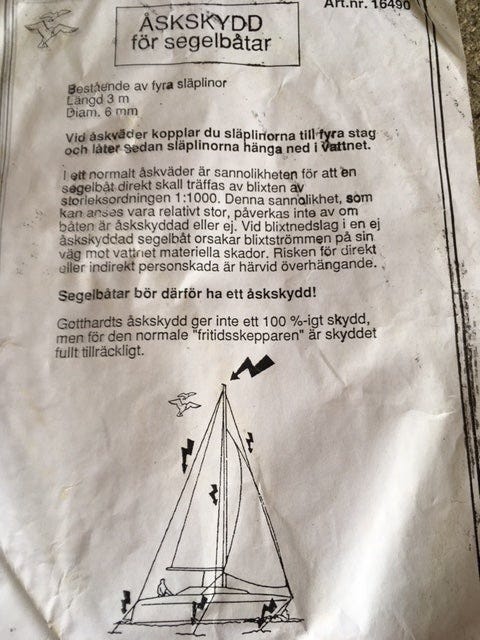 Art.nr. 16490
ÅSKSKYDD
för segelbåtar
Bestående av fyra släplinor
Längd 3 m
Diam. 6 mm
Vid åskväder kopplar du släplinorna till fyra stag
och låter Sedan släplinorna hänga ned i vattnet.
I ett normalt åskväder är sannolikheten för att en
segelbåt direkt skall träffas av blixten av
storleksordningen 1:1000. Denna sannolikhet, som
kan anses vara relativt stor, påverkas inte av om
båten är åskskyddad eller ej. Vid blixtnedslag i en ej
åskskyddad segelbåt orsakar blixtströmmen på sin
väg mot vattnet materiella skador. Risken för direkt
eller indirekt personskada är härvid överhängande.
Segelbåtar bör därför ha ett åskskydd!
Gotthardts åskskydd ger inte ett 100 %-igt skydd,
men för den normale "fritidsskepparen" är skyddet
fullt tillräckligt.